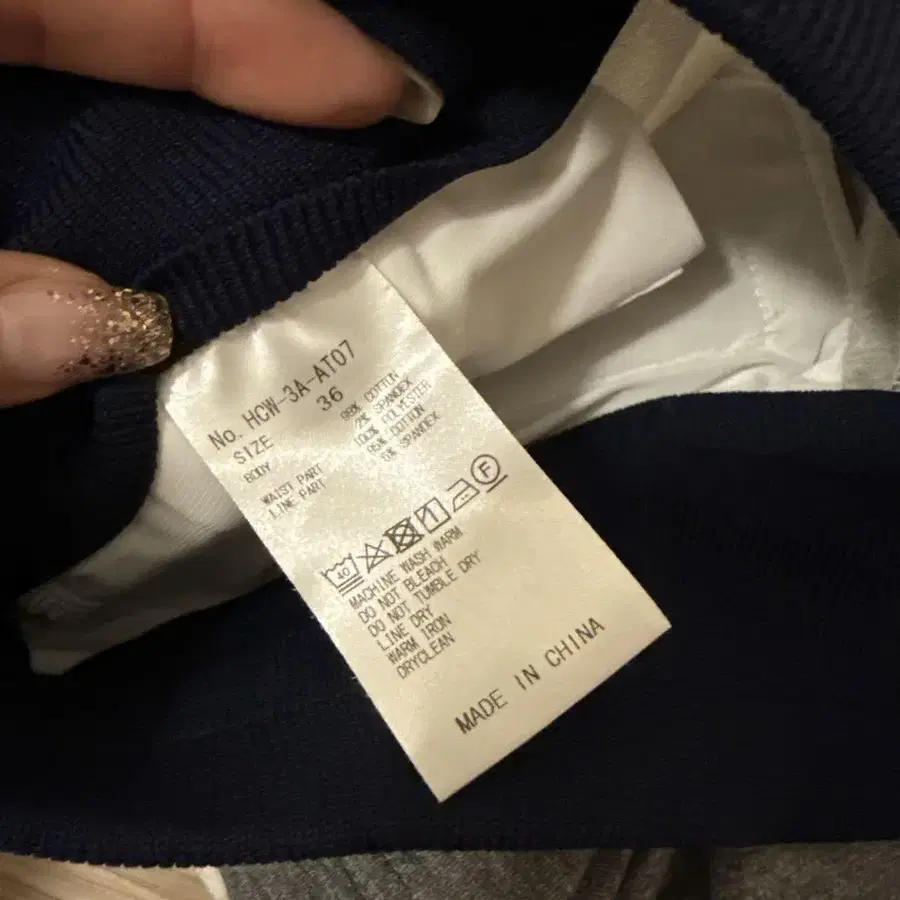 No. HCW-3A-AT07
SIZE 36
BODY 98% COTTON
2% SPANDEX
WAIST PART 100% POLYESTER
LINE PART 95% COTTON
5% SPANDEX
40 F
MACHINE WASH WARM
DO NOT BLEACH
DO NOT TUMBLE DRY
LINE DRY
WARM IRON
DRYCLEAN
MADE IN CHINA